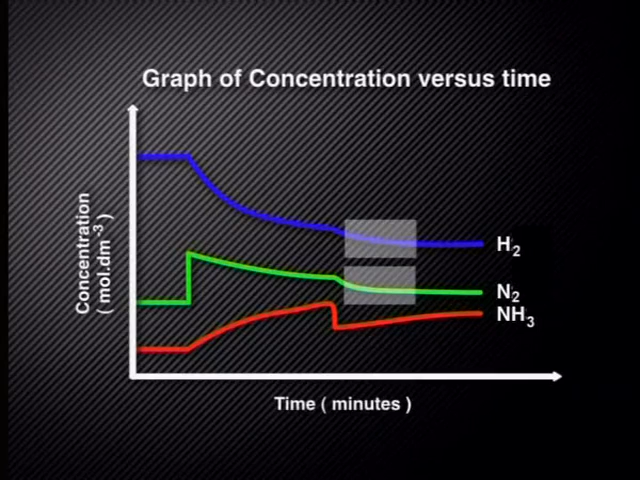 Graph of Concentration versus time
Concentration
( mol.dm⁻³ )
H₂
N₂
NH₃
Time ( minutes )